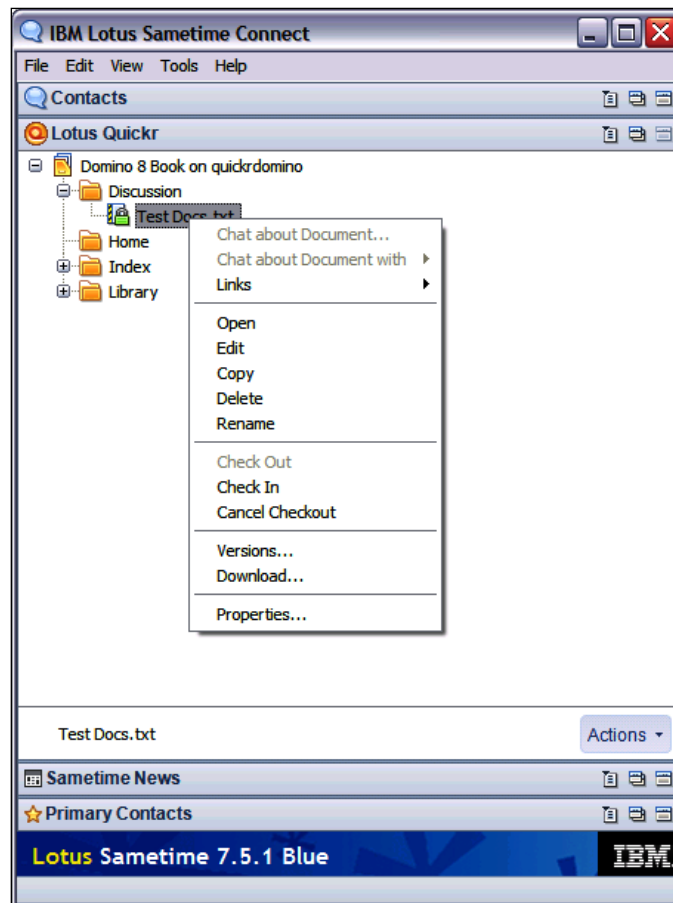 IBM Lotus Sametime Connect
File Edit View Tools Help
Contacts
Lotus Quickr
Domino 8 Book on quickrdomino
Discussion
Test Docs.txt
Home
Index
Library
Chat about Document...
Chat about Document with
Links
Open
Edit
Copy
Delete
Rename
Check Out
Check In
Cancel Checkout
Versions...
Download...
Properties...
Test Docs.txt
Actions
Sametime News
Primary Contacts
Lotus Sametime 7.5.1 Blue
IBM